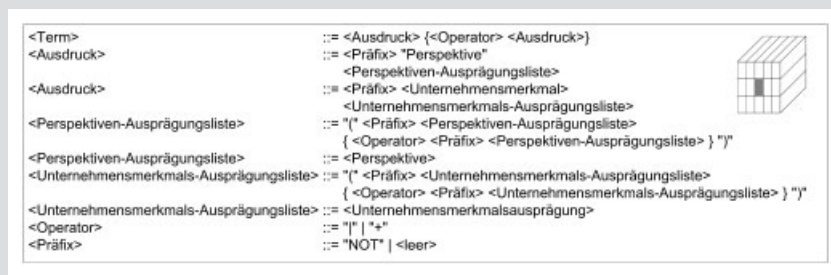 <Term> ::= <Ausdruck> {<Operator> <Ausdruck>}
<Ausdruck> ::= <Präfix> "Perspektive"
<Perspektiven-Ausprägungsliste>
<Ausdruck> ::= <Präfix> <Unternehmensmerkmal>
<Unternehmensmerkmals-Ausprägungsliste>
<Perspektiven-Ausprägungsliste> ::= "(" <Präfix> <Perspektiven-Ausprägungsliste>
{ <Operator> <Präfix> <Perspektiven-Ausprägungsliste> } ")"
<Perspektiven-Ausprägungsliste> ::= <Perspektive>
<Unternehmensmerkmals-Ausprägungsliste> ::= "(" <Präfix> <Unternehmensmerkmals-Ausprägungsliste>
{ <Operator> <Präfix> <Unternehmensmerkmals-Ausprägungsliste> } ")"
<Unternehmensmerkmals-Ausprägungsliste> ::= <Unternehmensmerkmalsausprägung>
<Operator> ::= "|" | "+"
<Präfix> ::= "NOT" | <leer>